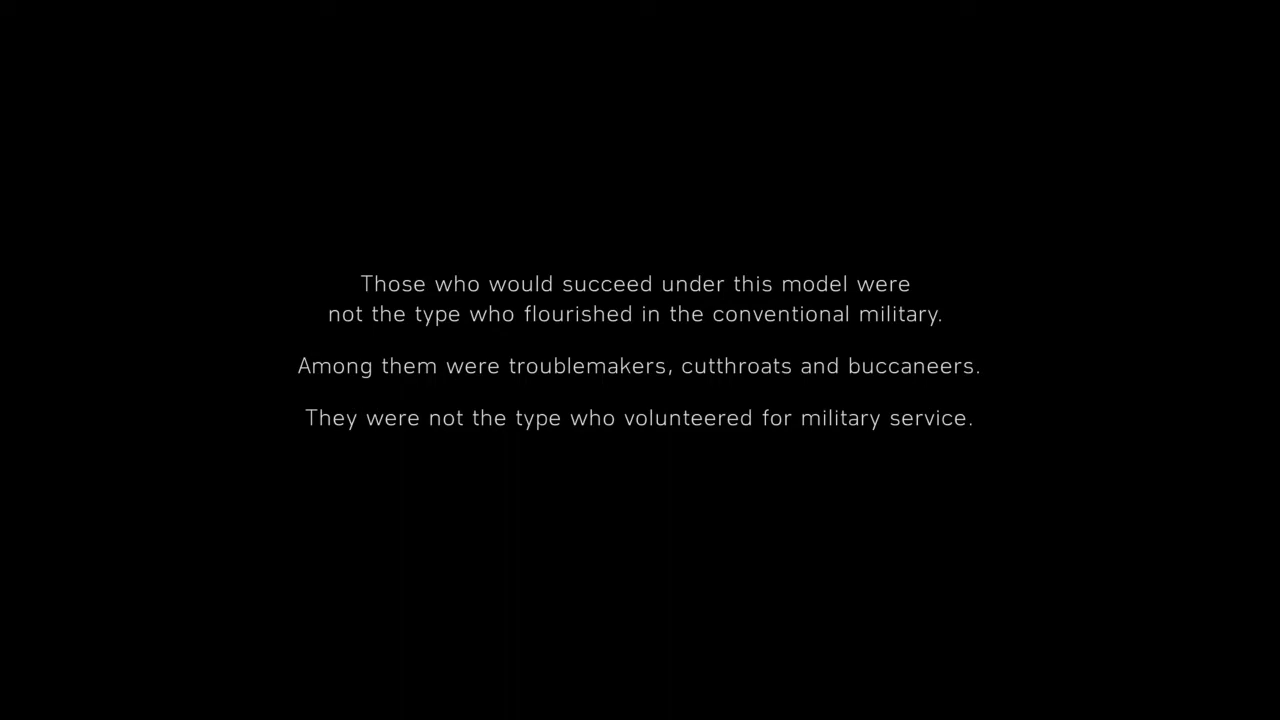 Those who would succeed under this model were
not the type who flourished in the conventional military.
Among them were troublemakers, cutthroats and buccaneers.
They were not the type who volunteered for military service.